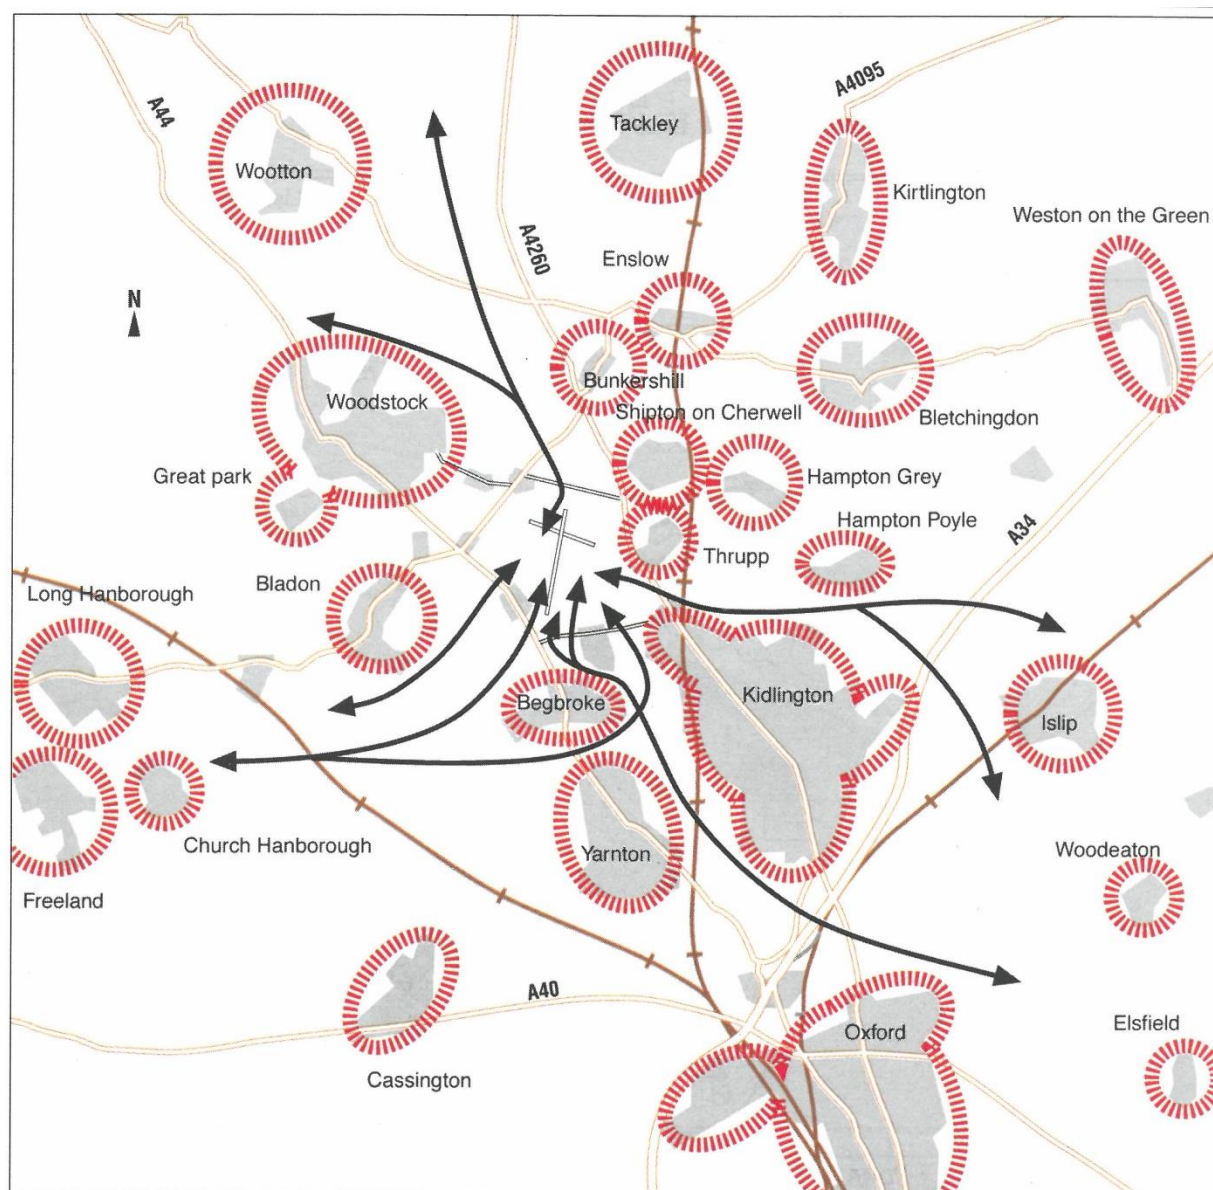 A44
A4095
Tackley
Wootton
Kirtlington
Weston on the Green
A4260
Enslow
N
Bunkershill
Woodstock
Shipton on Cherwell
Bletchingdon
Great park
Hampton Grey
Hampton Poyle
A34
Thrupp
Bladon
Long Hanborough
Kidlington
Begbroke
Islip
Church Hanborough
Yarnton
Woodeaton
Freeland
A40
Oxford
Elsfield
Cassington